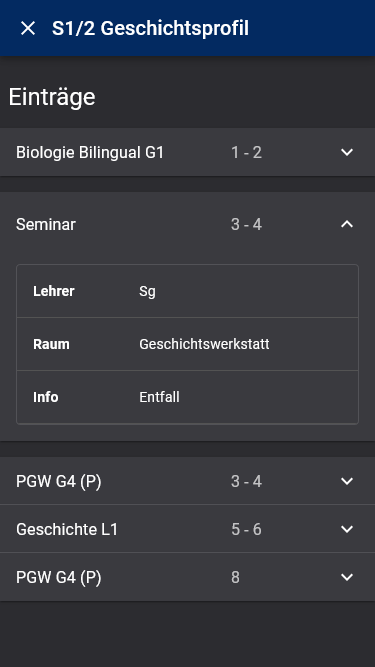 S1/2 Geschichtsprofil
Einträge
Biologie Bilingual G1 1 - 2
Seminar 3 - 4
Lehrer Sg
Raum Geschichtswerkstatt
Info Entfall
PGW G4 (P) 3 - 4
Geschichte L1 5 - 6
PGW G4 (P) 8